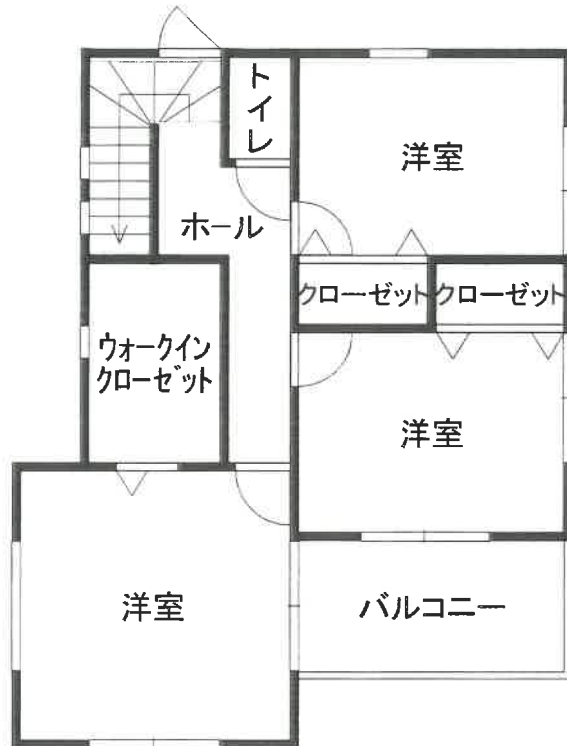 トイレ
洋室
ホール
クローゼット
クローゼット
ウォークイン
クローゼット
洋室
洋室
バルコニー